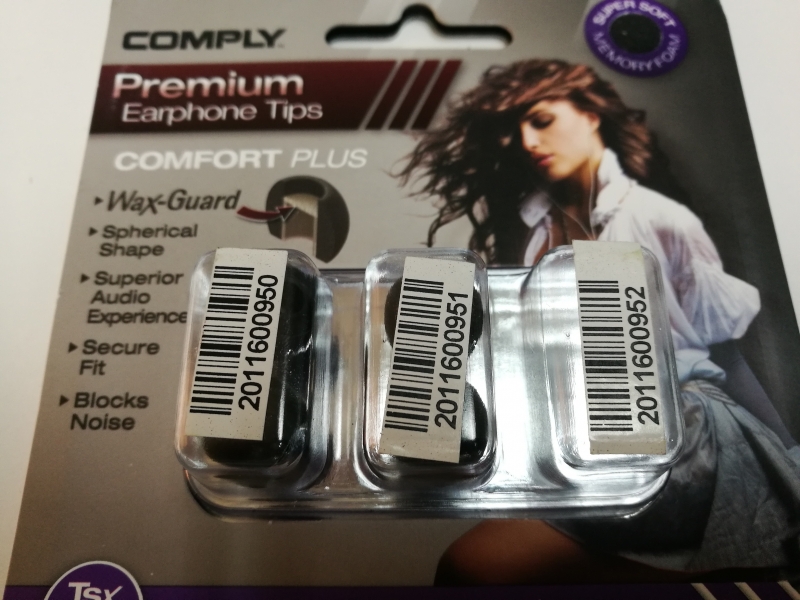 COMPLY
SUPER SOFT
MEMORY FOAM
Premium
Earphone Tips
COMFORT PLUS
Wax-Guard
Spherical
Shape
Superior
Audio
Experience
Secure
Fit
Blocks
Noise
2011600950
2011600951
2011600952
Tsx